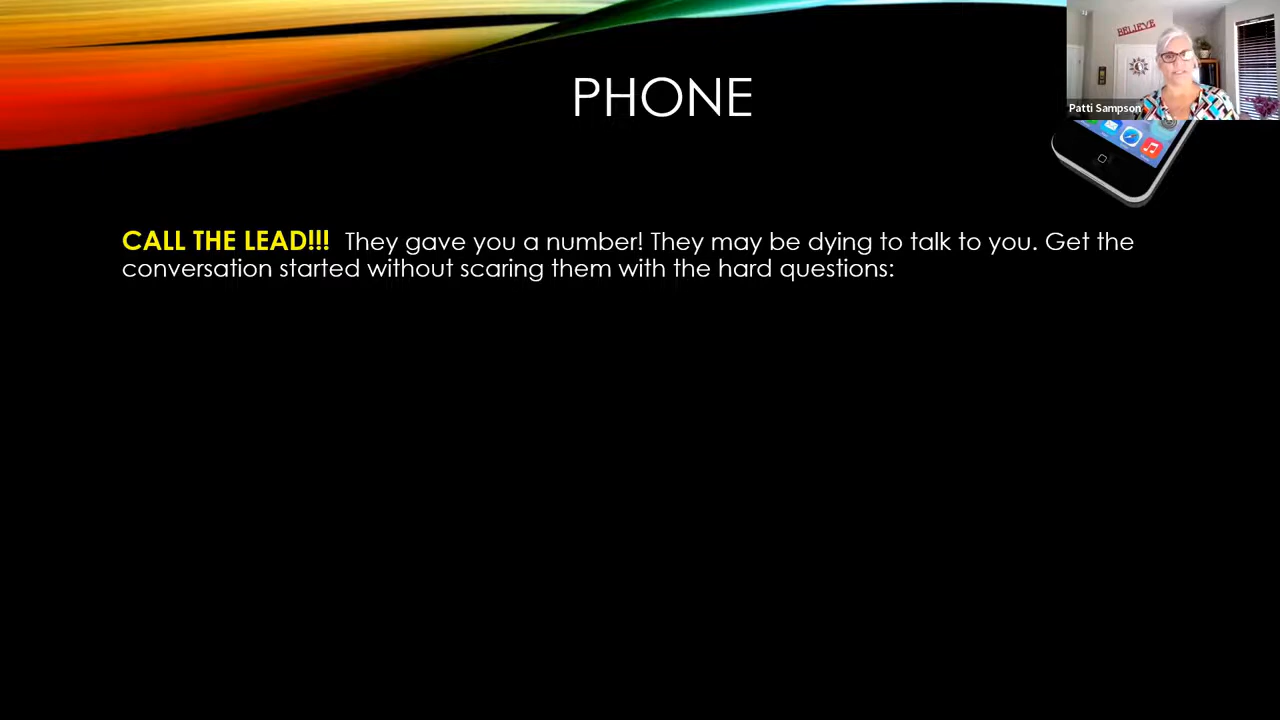 BELIEVE
PHONE
Patti Sampson
CALL THE LEAD!!! They gave you a number! They may be dying to talk to you. Get the
conversation started without scaring them with the hard questions: